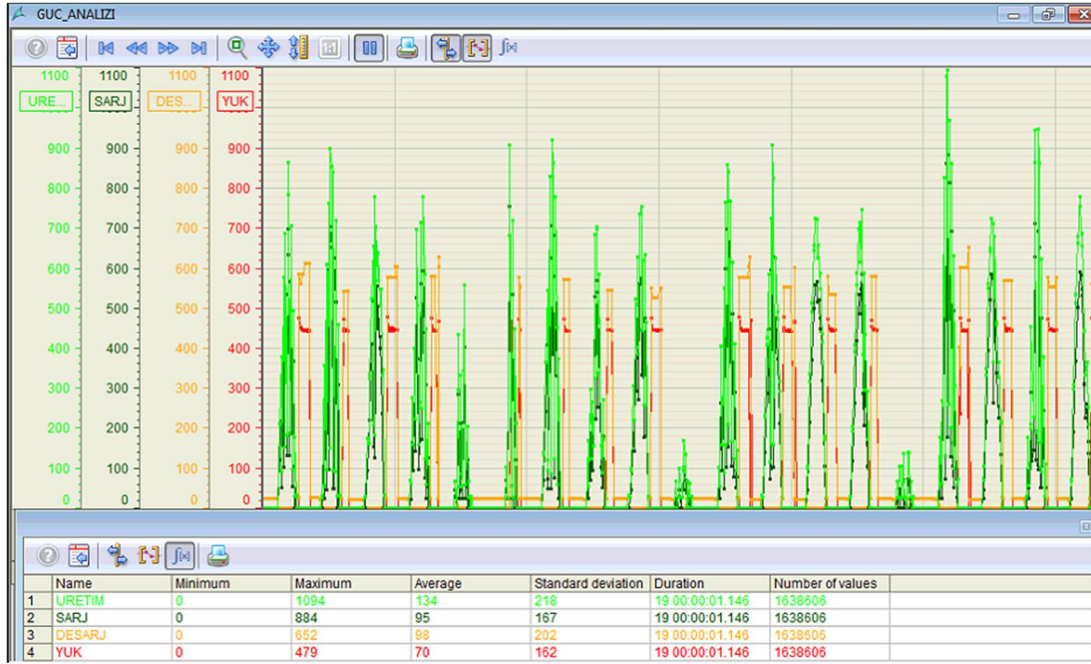 GUC_ANALIZI
1:1
f(x)
1100 1100 1100 1100
URE... SARJ DES... YUK
900 900 900 900
800 800 800 800
700 700 700 700
600 600 600 600
500 500 500 500
400 400 400 400
300 300 300 300
200 200 200 200
100 100 100 100
0 0 0 0
f(x)
Name Minimum Maximum Average Standard deviation Duration Number of values
1 URETIM 0 1094 134 218 19 00:00:01.146 1638606
2 SARJ 0 884 95 167 19 00:00:01.146 1638606
3 DESARJ 0 652 98 202 19 00:00:01.146 1638606
4 YUK 0 479 70 162 19 00:00:01.146 1638606